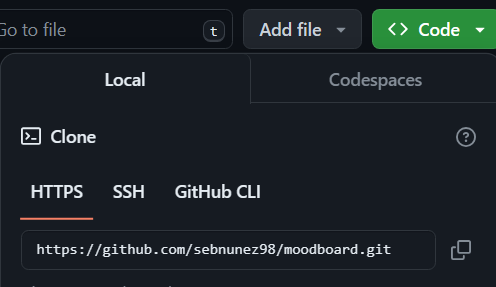 Go to file t Add file <> Code
Local Codespaces
Clone
HTTPS SSH GitHub CLI
https://github.com/sebnunez98/moodboard.git